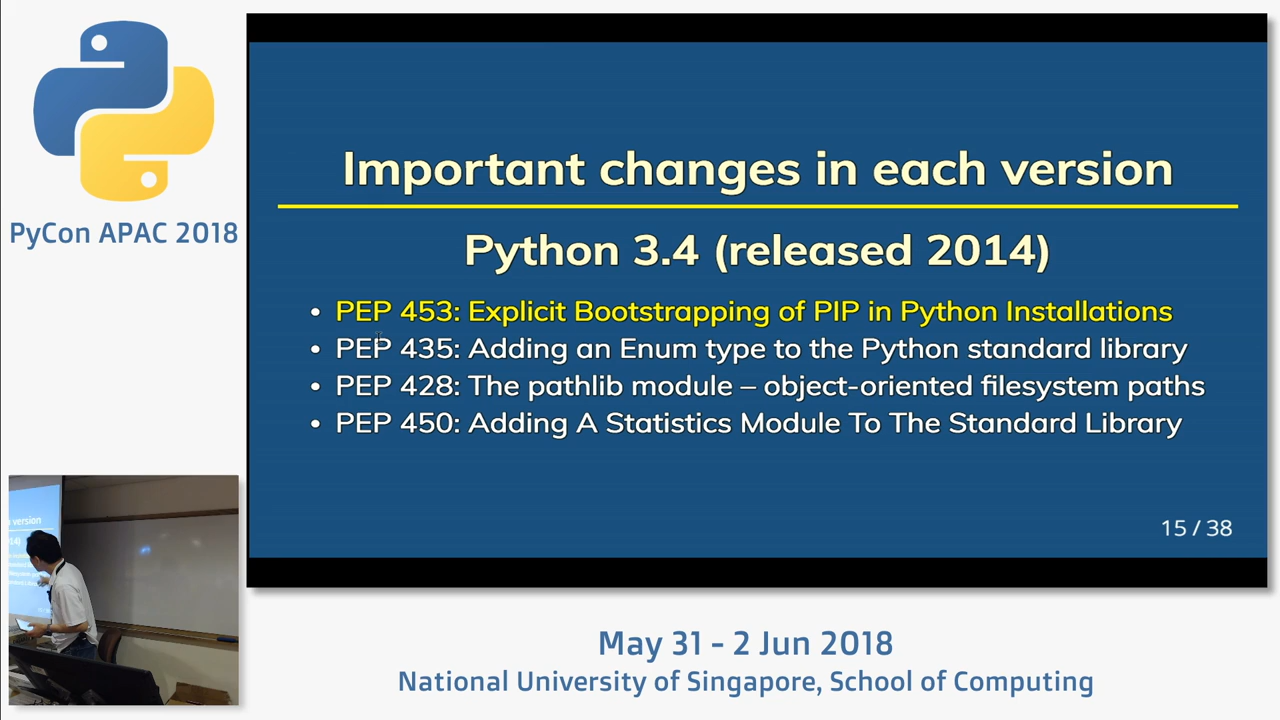 PyCon APAC 2018
Important changes in each version
Python 3.4 (released 2014)
• PEP 453: Explicit Bootstrapping of PIP in Python Installations
• PEP 435: Adding an Enum type to the Python standard library
• PEP 428: The pathlib module – object-oriented filesystem paths
• PEP 450: Adding A Statistics Module To The Standard Library
15 / 38
version
May 31 - 2 Jun 2018
National University of Singapore, School of Computing